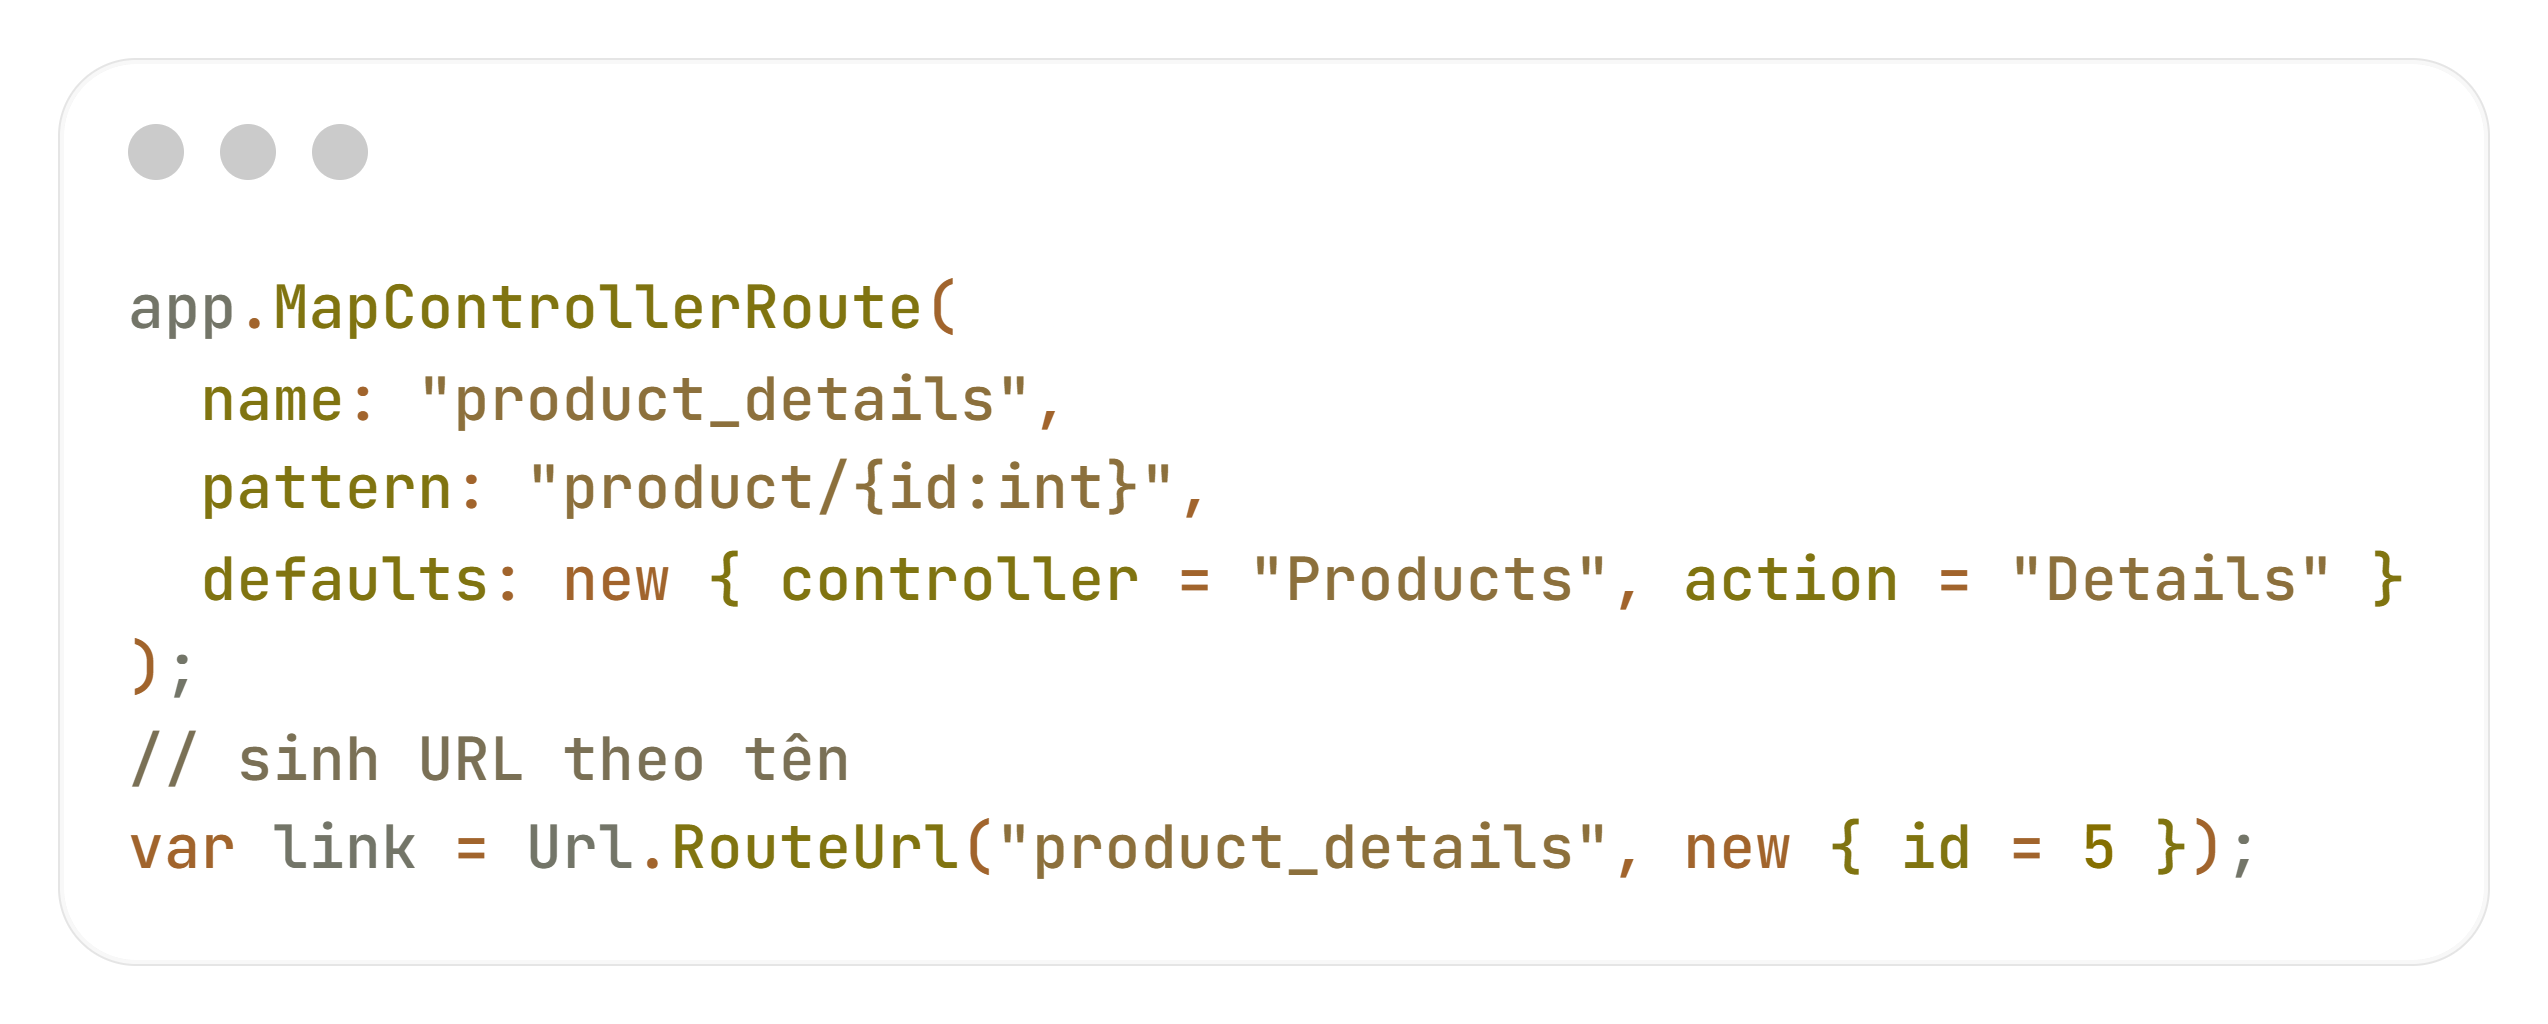 app.MapControllerRoute(
  name: "product_details",
  pattern: "product/{id:int}",
  defaults: new { controller = "Products", action = "Details" }
);
// sinh URL theo tên
var link = Url.RouteUrl("product_details", new { id = 5 });